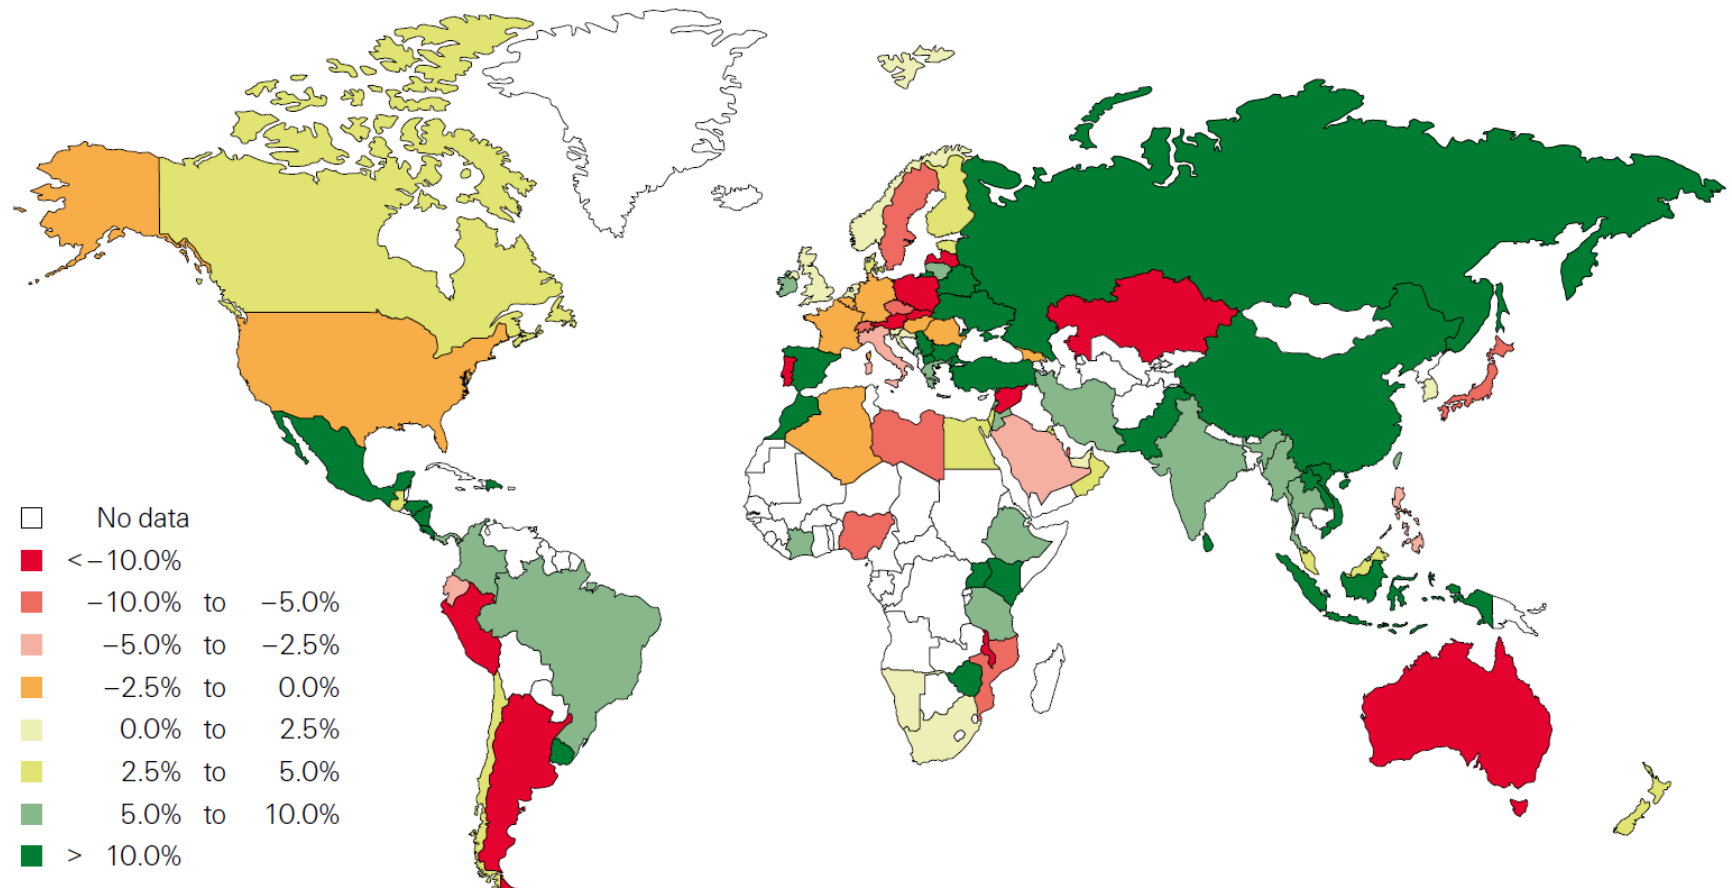 No data
< −10.0%
−10.0% to −5.0%
−5.0% to −2.5%
−2.5% to 0.0%
0.0% to 2.5%
2.5% to 5.0%
5.0% to 10.0%
> 10.0%